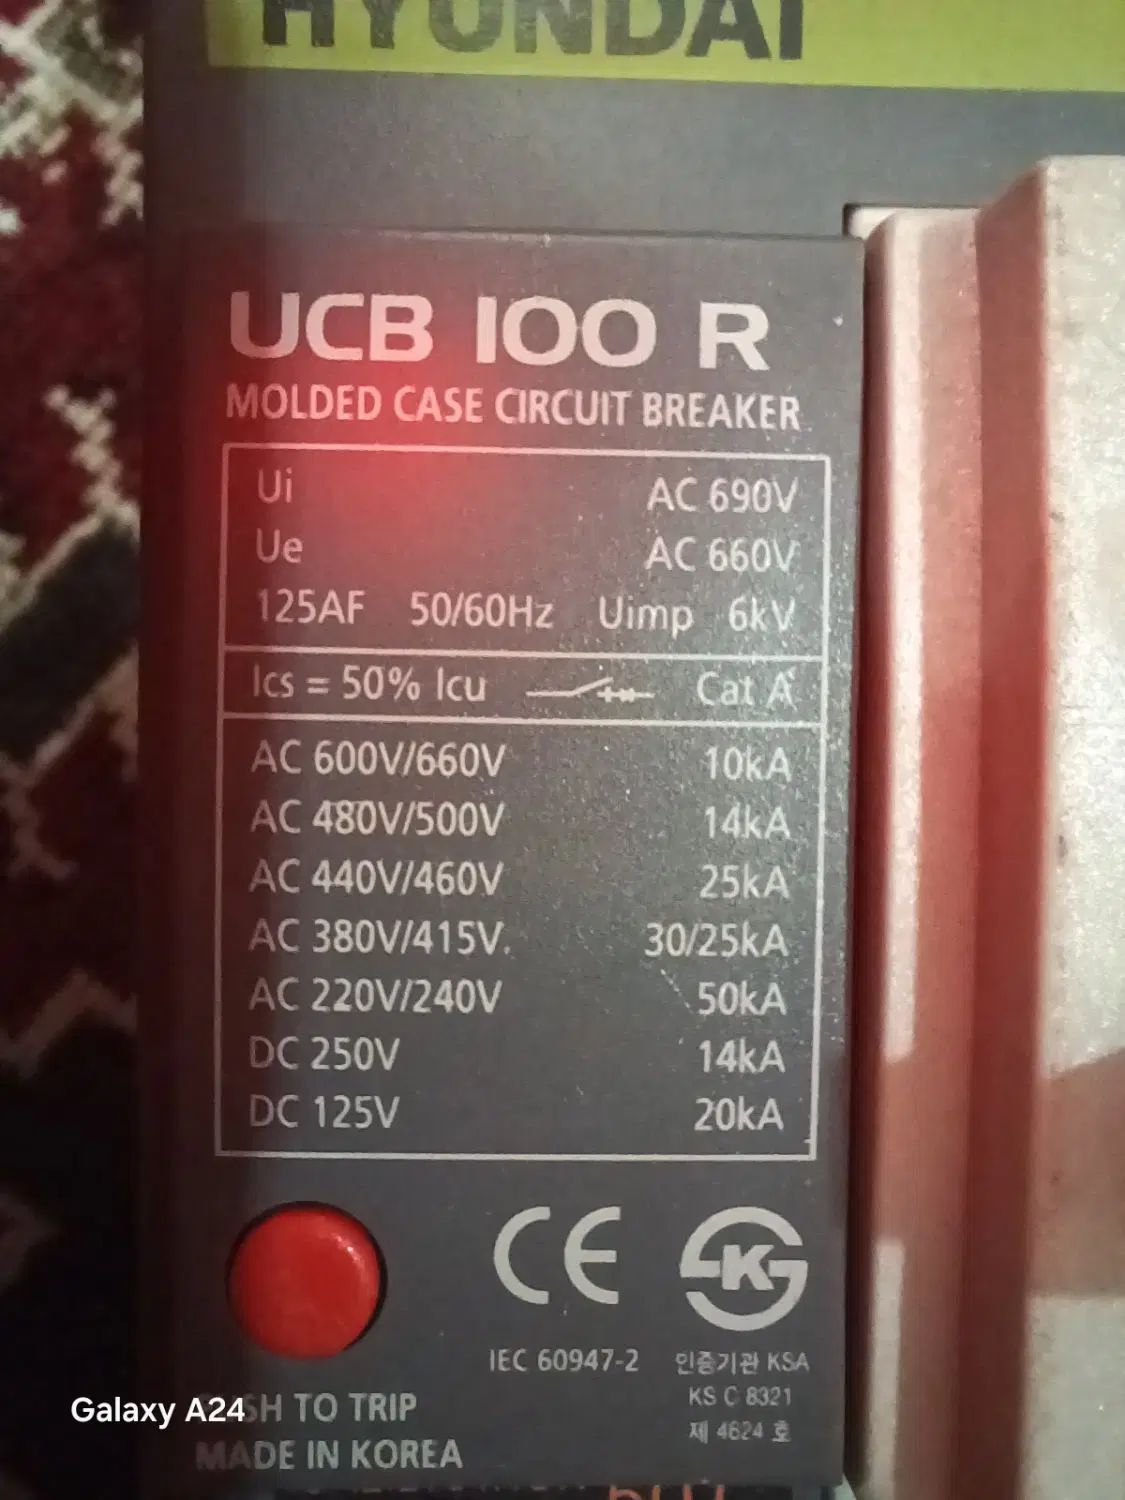 HYUNDAI
UCB 100 R
MOLDED CASE CIRCUIT BREAKER
Ui AC 690V
Ue AC 660V
125AF 50/60Hz Uimp 6kV
Ics = 50% Icu Cat A
AC 600V/660V 10kA
AC 480V/500V 14kA
AC 440V/460V 25kA
AC 380V/415V. 30/25kA
AC 220V/240V 50kA
DC 250V 14kA
DC 125V 20kA
CE K
IEC 60947-2 인증기관 KSA
KS C 8321
제 4624 호
PUSH TO TRIP
MADE IN KOREA
Galaxy A24